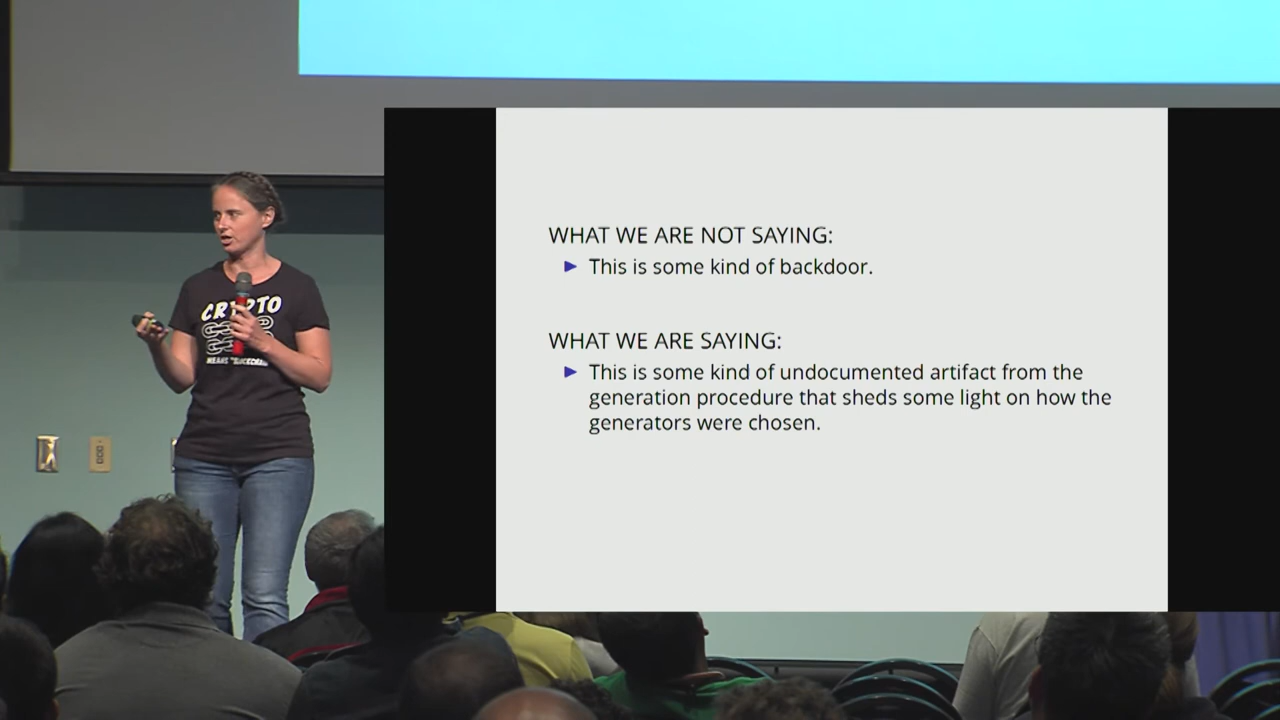 WHAT WE ARE NOT SAYING:
▶ This is some kind of backdoor.
WHAT WE ARE SAYING:
▶ This is some kind of undocumented artifact from the
generation procedure that sheds some light on how the
generators were chosen.
CRYPTO
MEANS